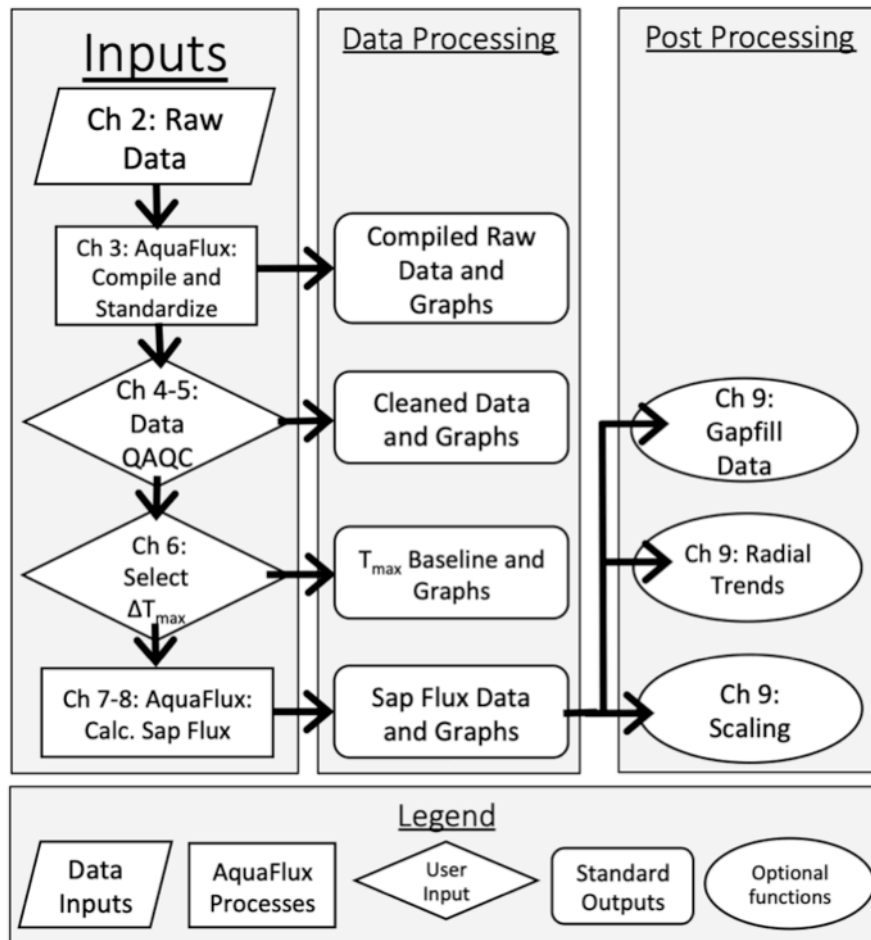 Inputs
Ch 2: Raw
Data
Ch 3: AquaFlux:
Compile and
Standardize
Ch 4-5:
Data
QAQC
Ch 6:
Select
ΔTmax
Ch 7-8: AquaFlux:
Calc. Sap Flux
Data Processing
Compiled Raw
Data and
Graphs
Cleaned Data
and Graphs
Tmax Baseline and
Graphs
Sap Flux Data
and Graphs
Post Processing
Ch 9:
Gapfill
Data
Ch 9: Radial
Trends
Ch 9:
Scaling
Legend
Data
Inputs
AquaFlux
Processes
User
Input
Standard
Outputs
Optional
functions